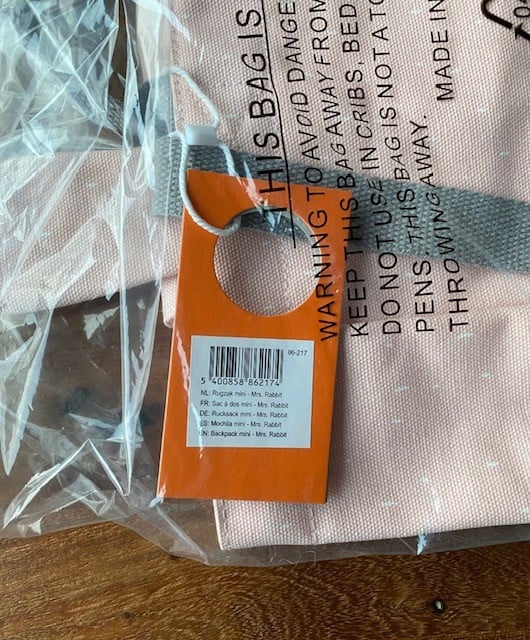 THIS BAG IS
WARNING TO AVOID DANGE
KEEP THIS BAG AWAY FROM
DO NOT USE IN CRIBS, BED
PENS. THIS BAG IS NOT A TO
THROWING AWAY.
MADE IN
86-217
5 400858 862174
NL: Rugzak mini - Mrs. Rabbit
FR: Sac à dos mini - Mrs. Rabbit
DE: Rucksack mini - Mrs. Rabbit
ES: Mochila mini - Mrs. Rabbit
EN: Backpack mini - Mrs. Rabbit